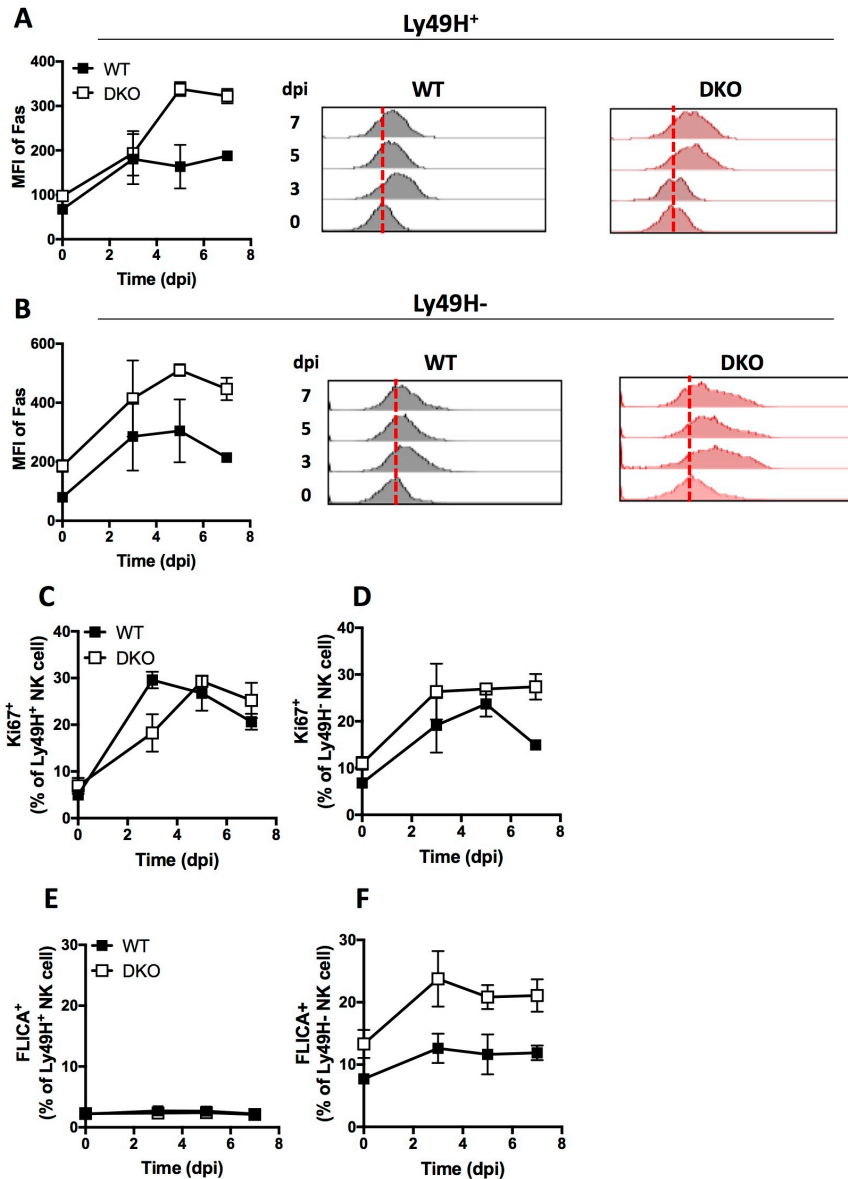 A
Ly49H⁺
WT
DKO
MFI of Fas
400
300
200
100
0
0 2 4 6 8
Time (dpi)
dpi WT DKO
7
5
3
0
B
Ly49H-
MFI of Fas
600
400
200
0
0 2 4 6 8
Time (dpi)
dpi WT DKO
7
5
3
0
C
WT
DKO
Ki67⁺
(% of Ly49H⁺ NK cell)
40
30
20
10
0
0 2 4 6 8
Time (dpi)
D
Ki67⁺
(% of Ly49H⁻ NK cell)
40
30
20
10
0
0 2 4 6 8
Time (dpi)
E
WT
DKO
FLICA⁺
(% of Ly49H⁺ NK cell)
30
20
10
0
0 2 4 6 8
Time (dpi)
F
FLICA+
(% of Ly49H- NK cell)
30
20
10
0
0 2 4 6 8
Time (dpi)